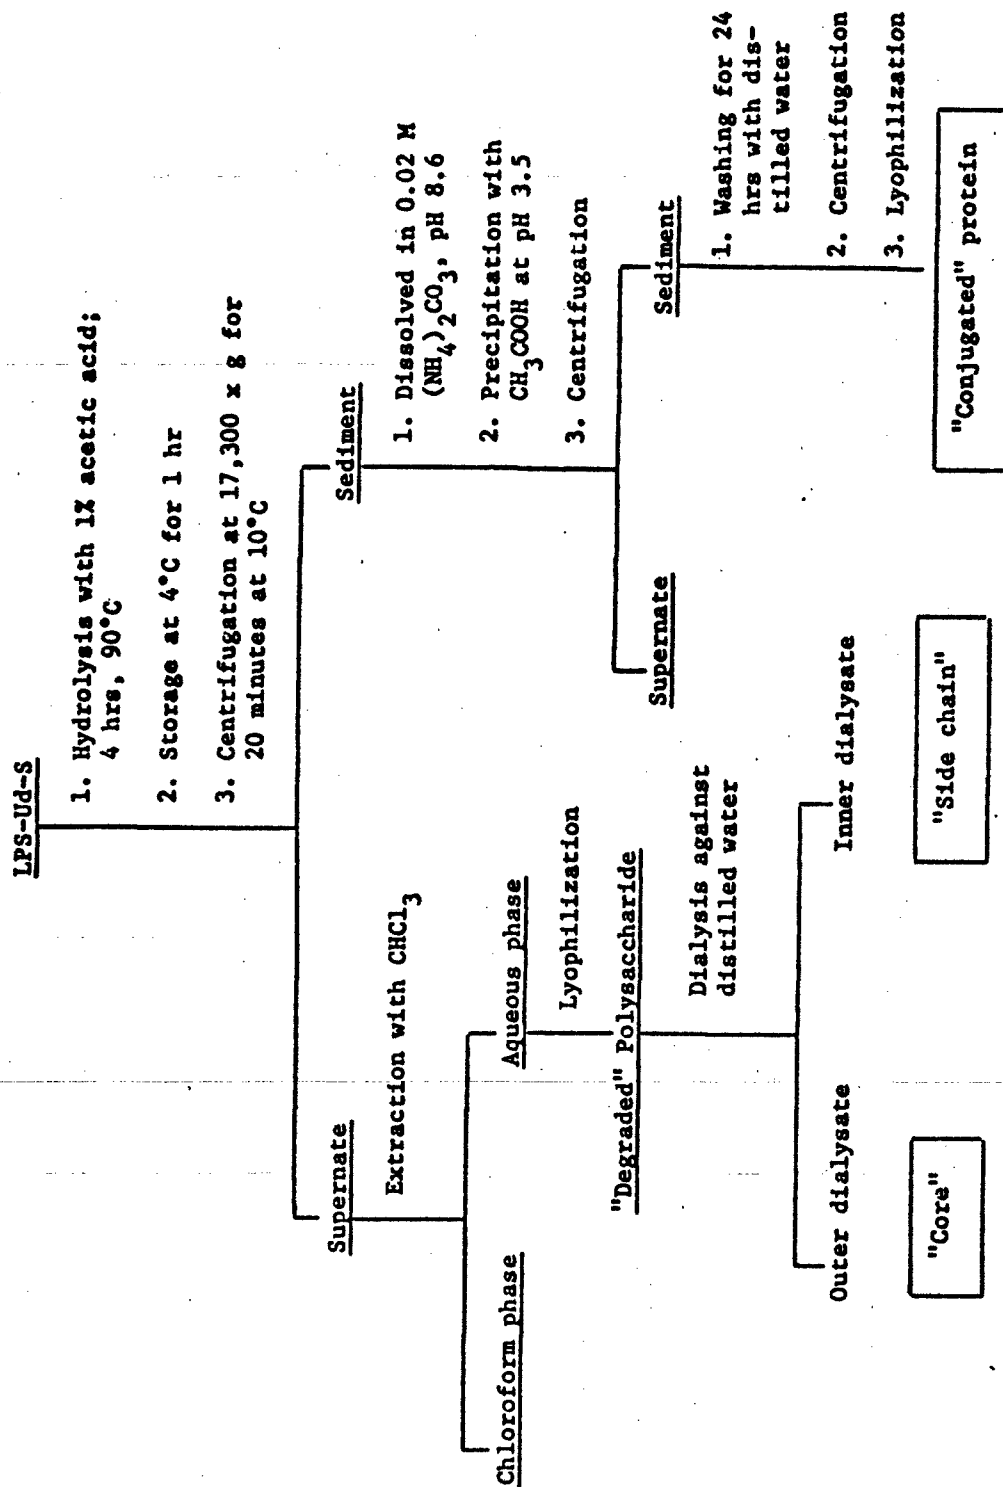 LPS-Ud-S
1. Hydrolysis with 1% acetic acid;
4 hrs, 90°C
2. Storage at 4°C for 1 hr
3. Centrifugation at 17,300 x g for
20 minutes at 10°C
Supernate
Extraction with CHCl3
Chloroform phase
Aqueous phase
Lyophilization
"Degraded" Polysaccharide
Dialysis against
distilled water
Outer dialysate
"Core"
Inner dialysate
"Side chain"
Sediment
1. Dissolved in 0.02 M
(NH4)2CO3, pH 8.6
2. Precipitation with
CH3COOH at pH 3.5
3. Centrifugation
Supernate
Sediment
1. Washing for 24
hrs with dis-
tilled water
2. Centrifugation
3. Lyophilization
"Conjugated" protein